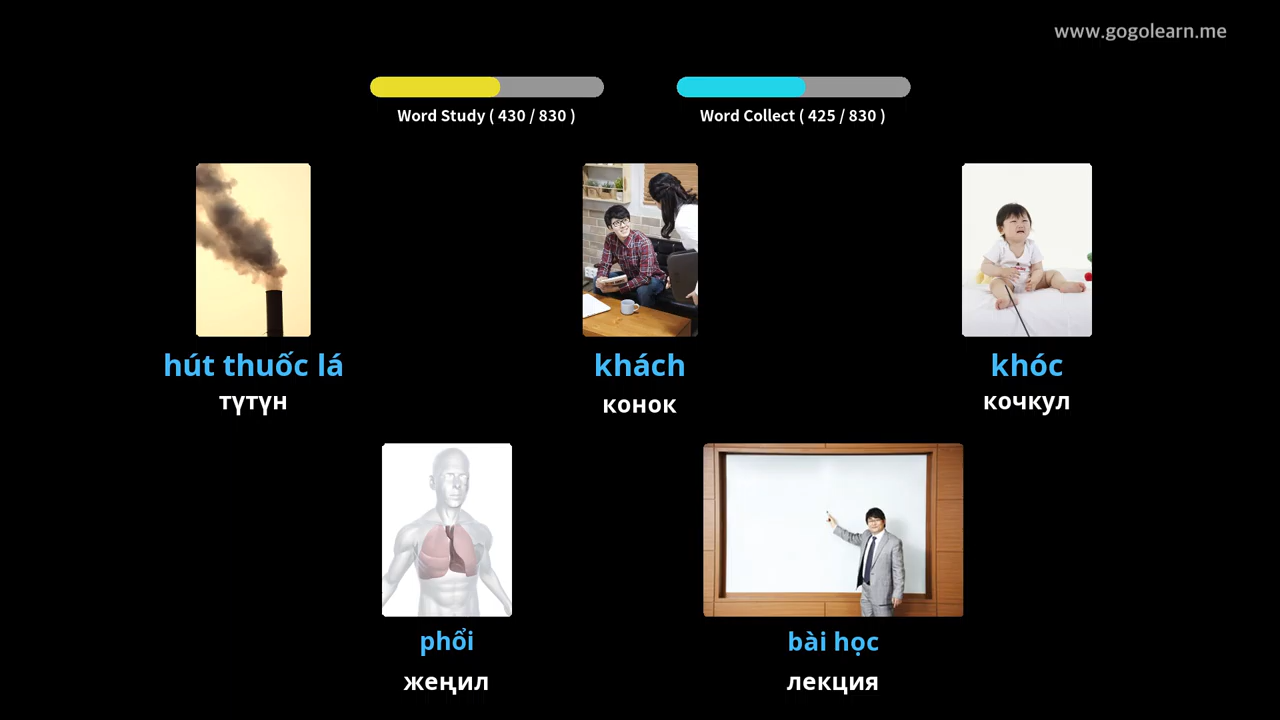 www.gogolearn.me
Word Study ( 430 / 830 )
Word Collect ( 425 / 830 )
hút thuốc lá
түтүн
khách
конок
khóc
кочкул
phổi
жеңил
bài học
лекция